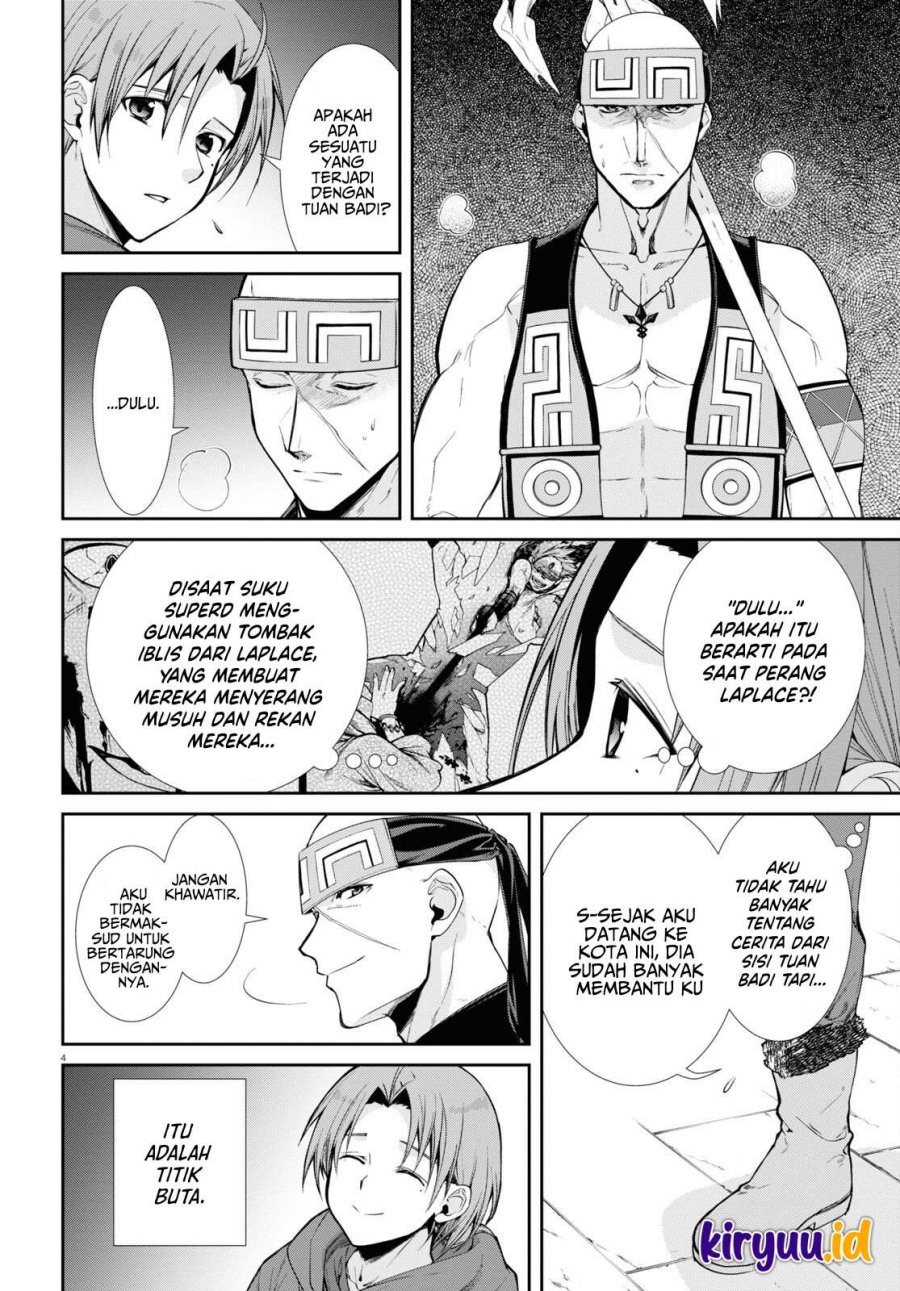 APAKAH
ADA
SESUATU
YANG
TERJADI
DENGAN
TUAN BADI?
...DULU.
"DULU..."
APAKAH ITU
BERARTI PADA
SAAT PERANG
LAPLACE?!
DISAAT SUKU
SUPERD MENG-
GUNAKAN TOMBAK
IBLIS DARI LAPLACE,
YANG MEMBUAT
MEREKA MENYERANG
MUSUH DAN REKAN
MEREKA...
AKU
TIDAK TAHU
BANYAK
TENTANG
CERITA DARI
SISI TUAN
BADI TAPI...
S-SEJAK AKU
DATANG KE
KOTA INI, DIA
SUDAH BANYAK
MEMBANTU KU
JANGAN
KHAWATIR.
AKU
TIDAK
BERMAK-
SUD UNTUK
BERTARUNG
DENGAN-
NYA.
4
ITU
ADALAH
TITIK
BUTA.
kiryuu.id